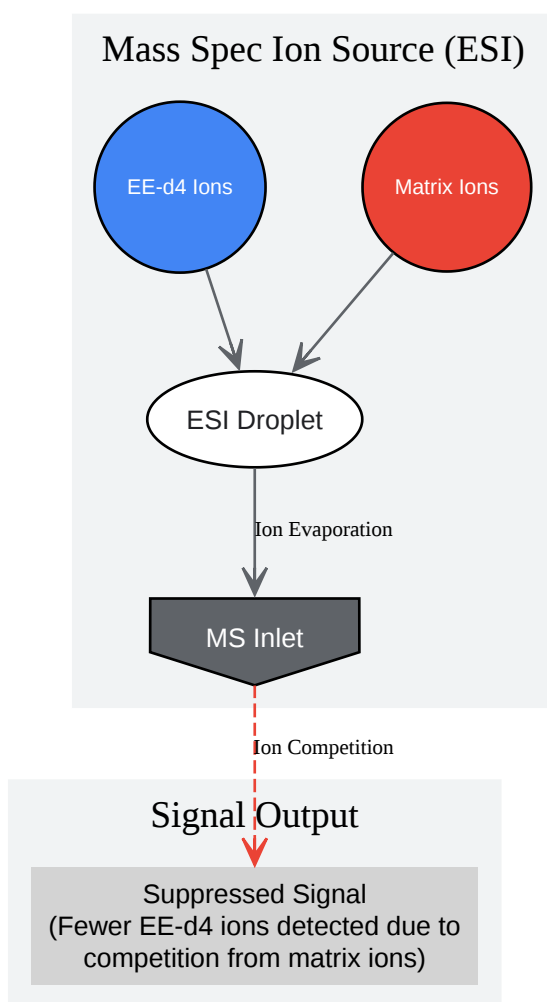 Mass Spec Ion Source (ESI)
EE-d4 Ions
Matrix Ions
ESI Droplet
Ion Evaporation
MS Inlet
Ion Competition
Signal Output
Suppressed Signal
(Fewer EE-d4 ions detected due to
competition from matrix ions)